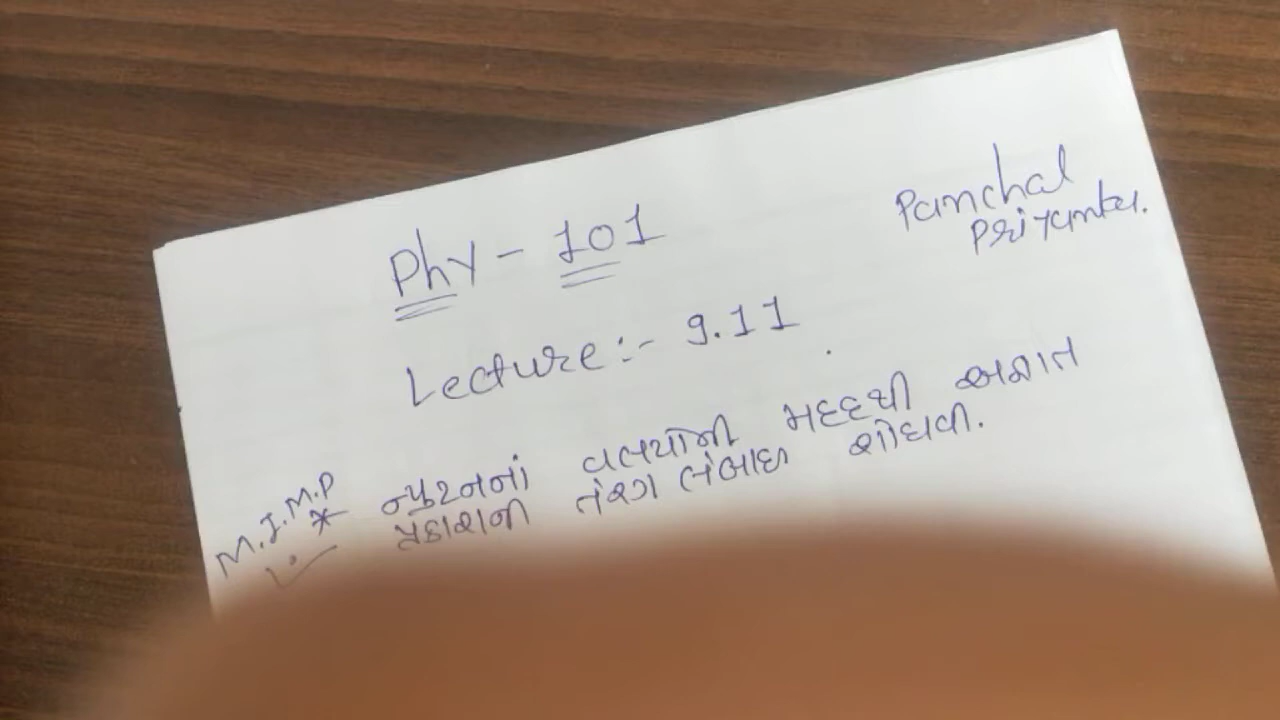 Panchal
Priyanka.
Phy - 101
Lecture :- 9.11
M.I.M.P
* ન્યુટનનાં વલયોની મદદથી અજ્ઞાત
પ્રકાશની તરંગ લંબાઇ શોધવી.